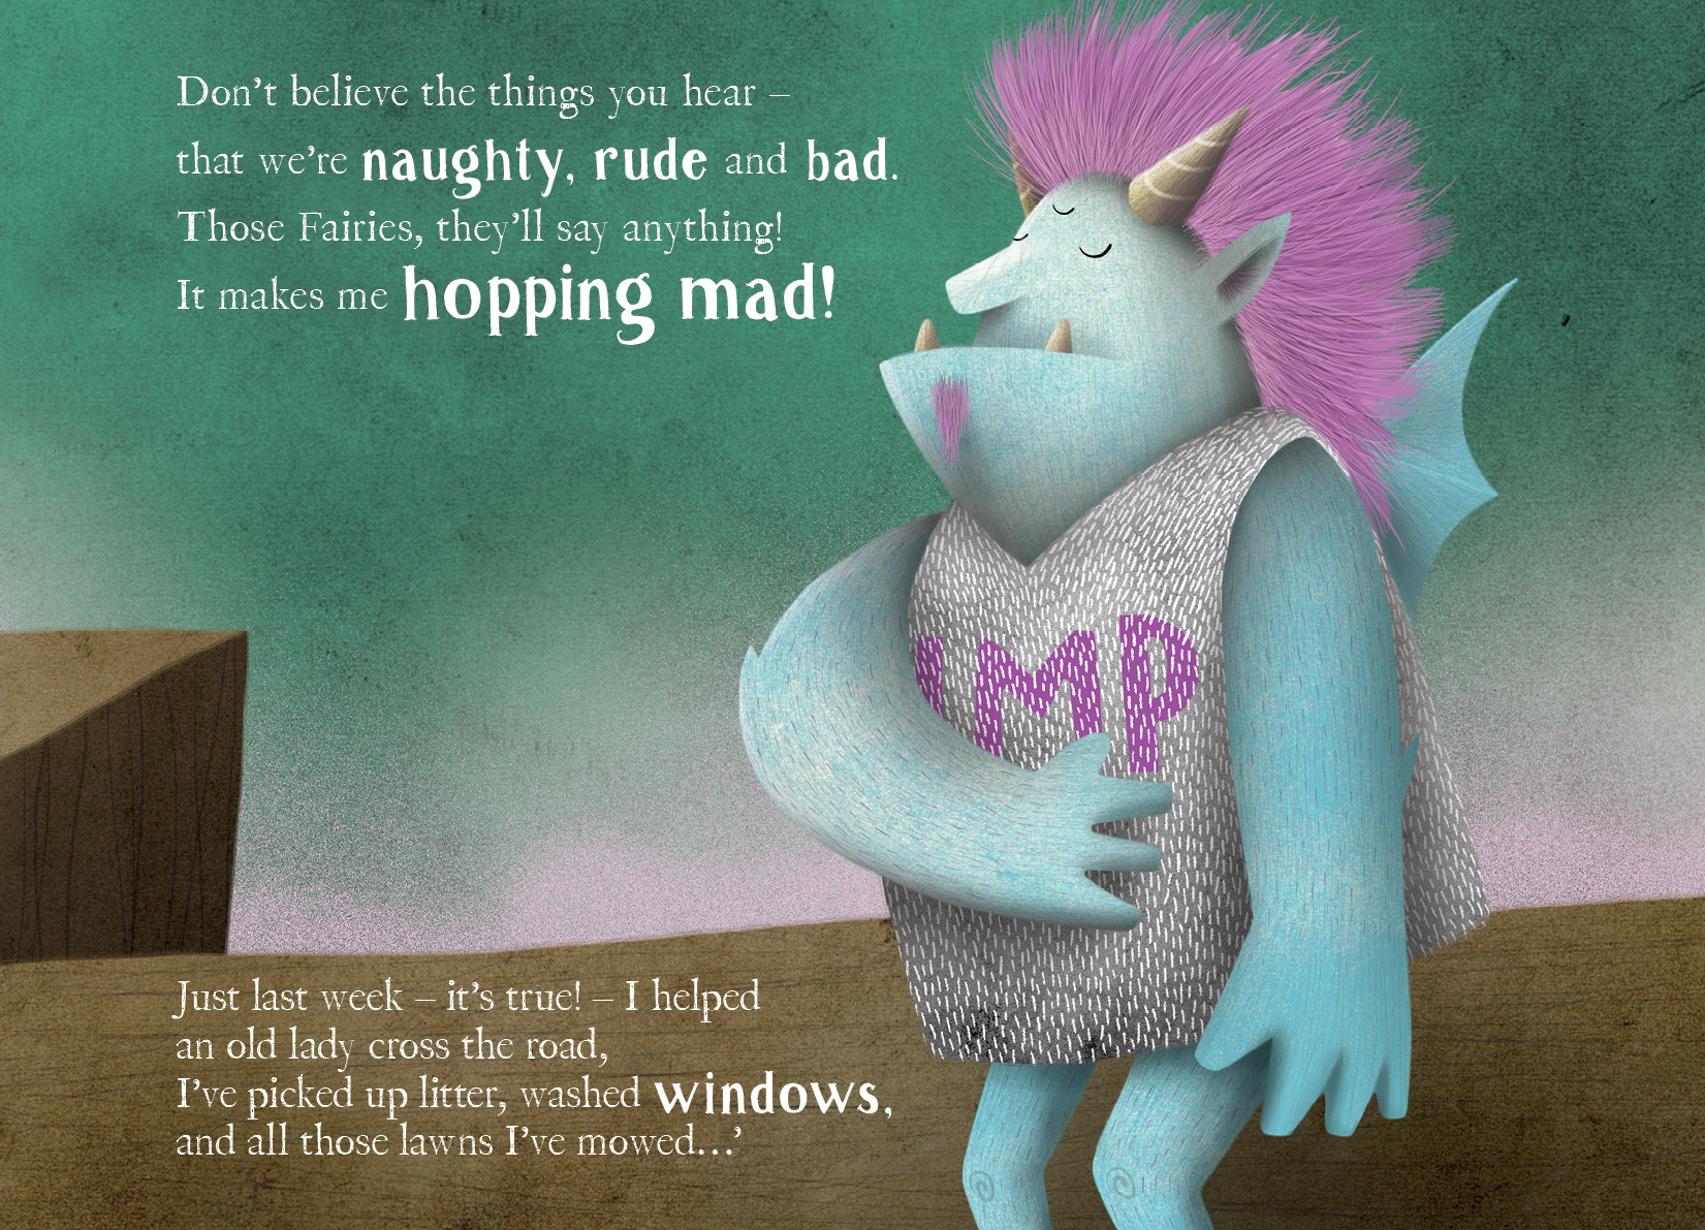 Don’t believe the things you hear –
that we’re naughty, rude and bad.
Those Fairies, they’ll say anything!
It makes me hopping mad!
IMP
Just last week – it’s true! – I helped
an old lady cross the road,
I’ve picked up litter, washed windows,
and all those lawns I’ve mowed…’